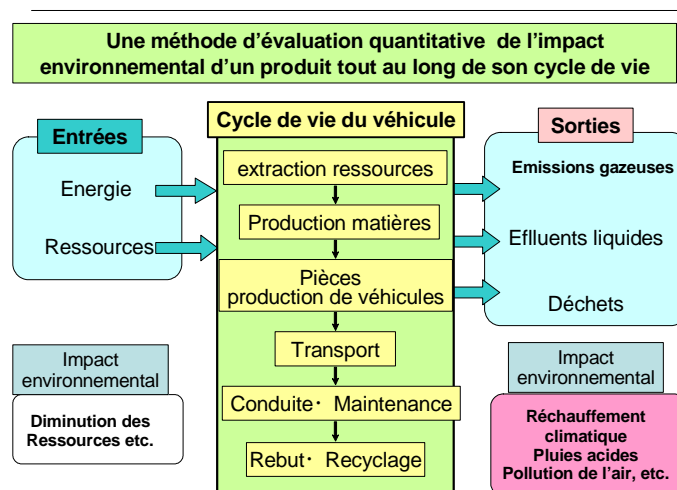 Une méthode d'évaluation quantitative de l'impact
environnemental d'un produit tout au long de son cycle de vie
Cycle de vie du véhicule
Entrées
Energie
Ressources
Impact
environnemental
Diminution des
Ressources etc.
extraction ressources
Production matières
Pièces
production de véhicules
Transport
Conduite・ Maintenance
Rebut・ Recyclage
Sorties
Emissions gazeuses
Eflluents liquides
Déchets
Impact
environnemental
Réchauffement
climatique
Pluies acides
Pollution de l'air, etc.